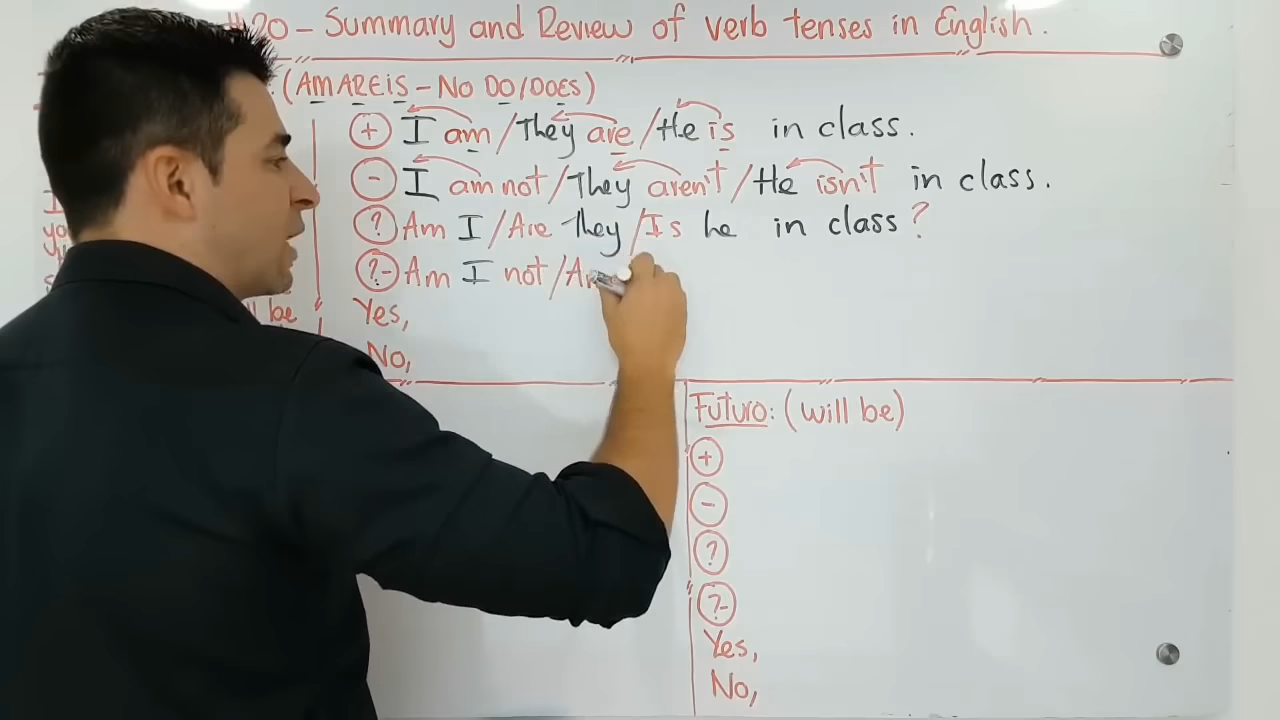 #20 - Summary and Review of verb tenses in English.
: (AM ARE IS - No DO/DOES)
(+) I am / They are / He is in class.
(-) I am not / They aren't / He isn't in class.
(?) Am I / Are they / Is he in class?
(?-) Am I not / Ar
Yes,
No,
ll be
Futuro: (will be)
(+)
(-)
(?)
(?-)
Yes,
No,